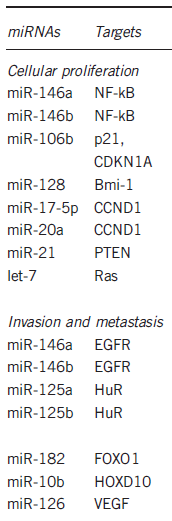 miRNAs Targets
Cellular proliferation
miR-146a NF-kB
miR-146b NF-kB
miR-106b p21,
CDKN1A
miR-128 Bmi-1
miR-17-5p CCND1
miR-20a CCND1
miR-21 PTEN
let-7 Ras
Invasion and metastasis
miR-146a EGFR
miR-146b EGFR
miR-125a HuR
miR-125b HuR
miR-182 FOXO1
miR-10b HOXD10
miR-126 VEGF